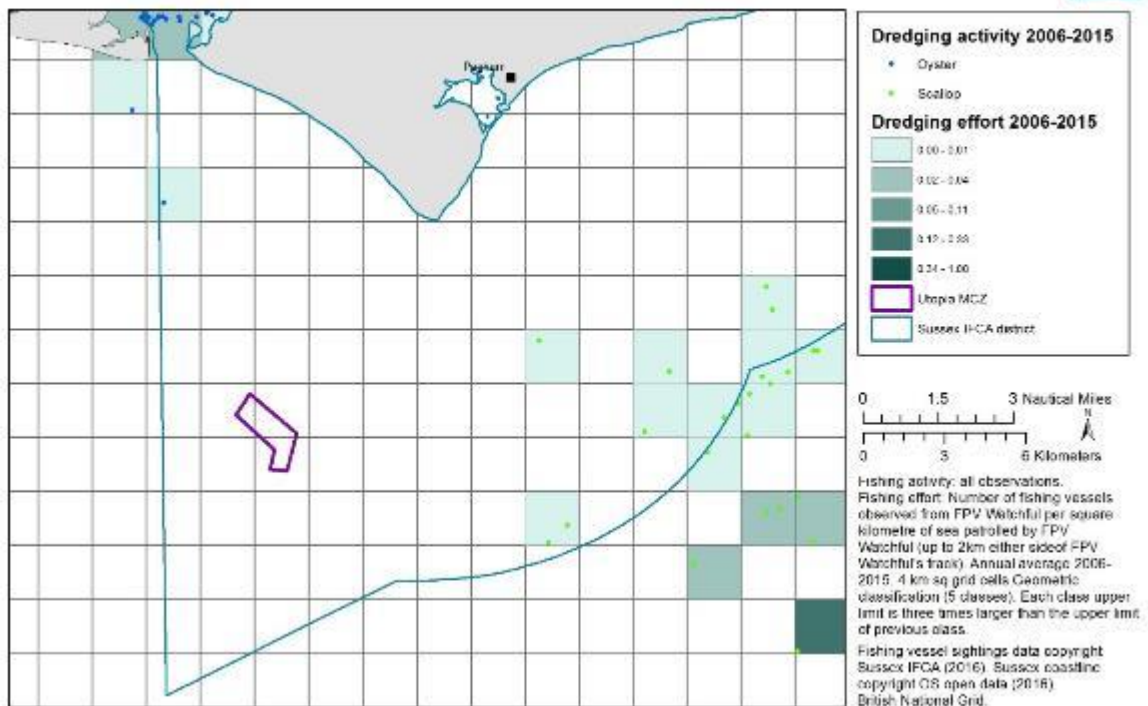 Dredging activity 2006-2015
Oyster
Scallop
Dredging effort 2006-2015
0.00 - 0.01
0.02 - 0.04
0.05 - 0.11
0.12 - 0.33
0.34 - 1.00
Utopia MCZ
Sussex IFCA district
0 1.5 3 Nautical Miles
N
0 3 6 Kilometers
Fishing activity: all observations.
Fishing effort: Number of fishing vessels
observed from FPV Watchful per square
kilometre of sea patrolled by FPV
Watchful (up to 2km either sideof FPV
Watchful's track). Annual average 2006-
2015. 4 km sq grid cells Geometric
classification (5 classes). Each class upper
limit is three times larger than the upper limit
of previous class.
Fishing vessel sightings data copyright
Sussex IFCA (2016). Sussex coastline
copyright OS open data (2016).
British National Grid.